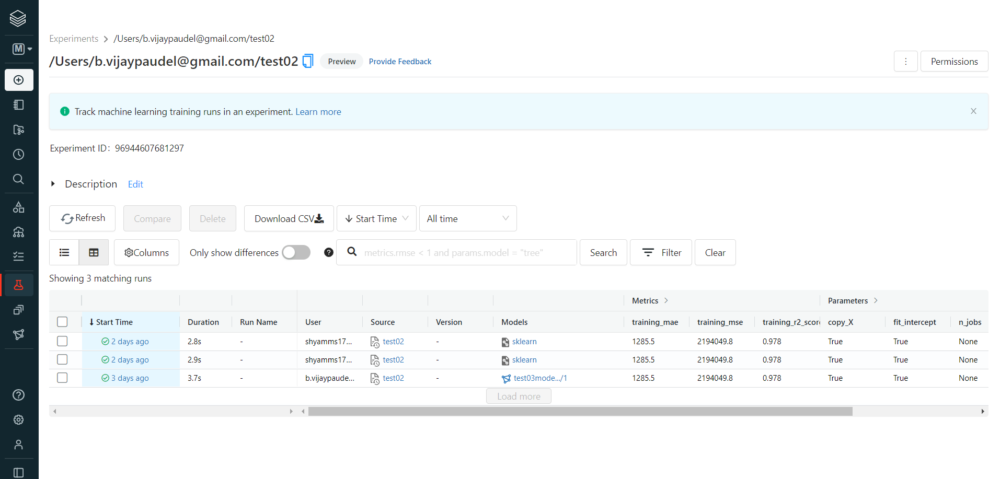 M
Experiments > /Users/b.vijaypaudel@gmail.com/test02
/Users/b.vijaypaudel@gmail.com/test02 Preview Provide Feedback
Permissions
Track machine learning training runs in an experiment. Learn more
Experiment ID: 96944607681297
Description Edit
Refresh Compare Delete Download CSV Start Time All time
Columns Only show differences metrics.rmse < 1 and params.model = "tree" Search Filter Clear
Showing 3 matching runs
Metrics > Parameters >
Start Time Duration Run Name User Source Version Models training_mae training_mse training_r2_scor copy_X fit_intercept n_jobs
2 days ago 2.8s - shyamms17... test02 - sklearn 1285.5 2194049.8 0.978 True True None
2 days ago 2.9s - shyamms17... test02 - sklearn 1285.5 2194049.8 0.978 True True None
3 days ago 3.7s - b.vijaypaude... test02 - test03mode.../1 1285.5 2194049.8 0.978 True True None
Load more